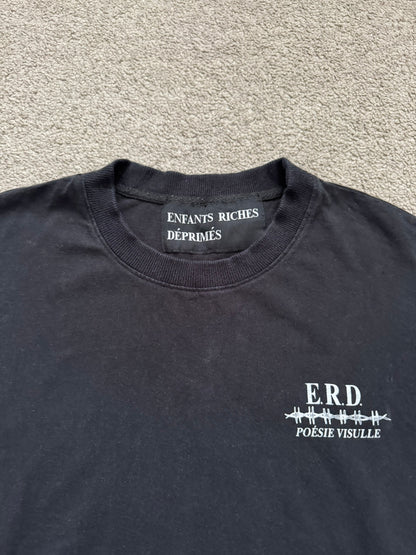 ENFANTS RICHES
DÉPRIMÉS
E.R.D.
POÉSIE VISULLE